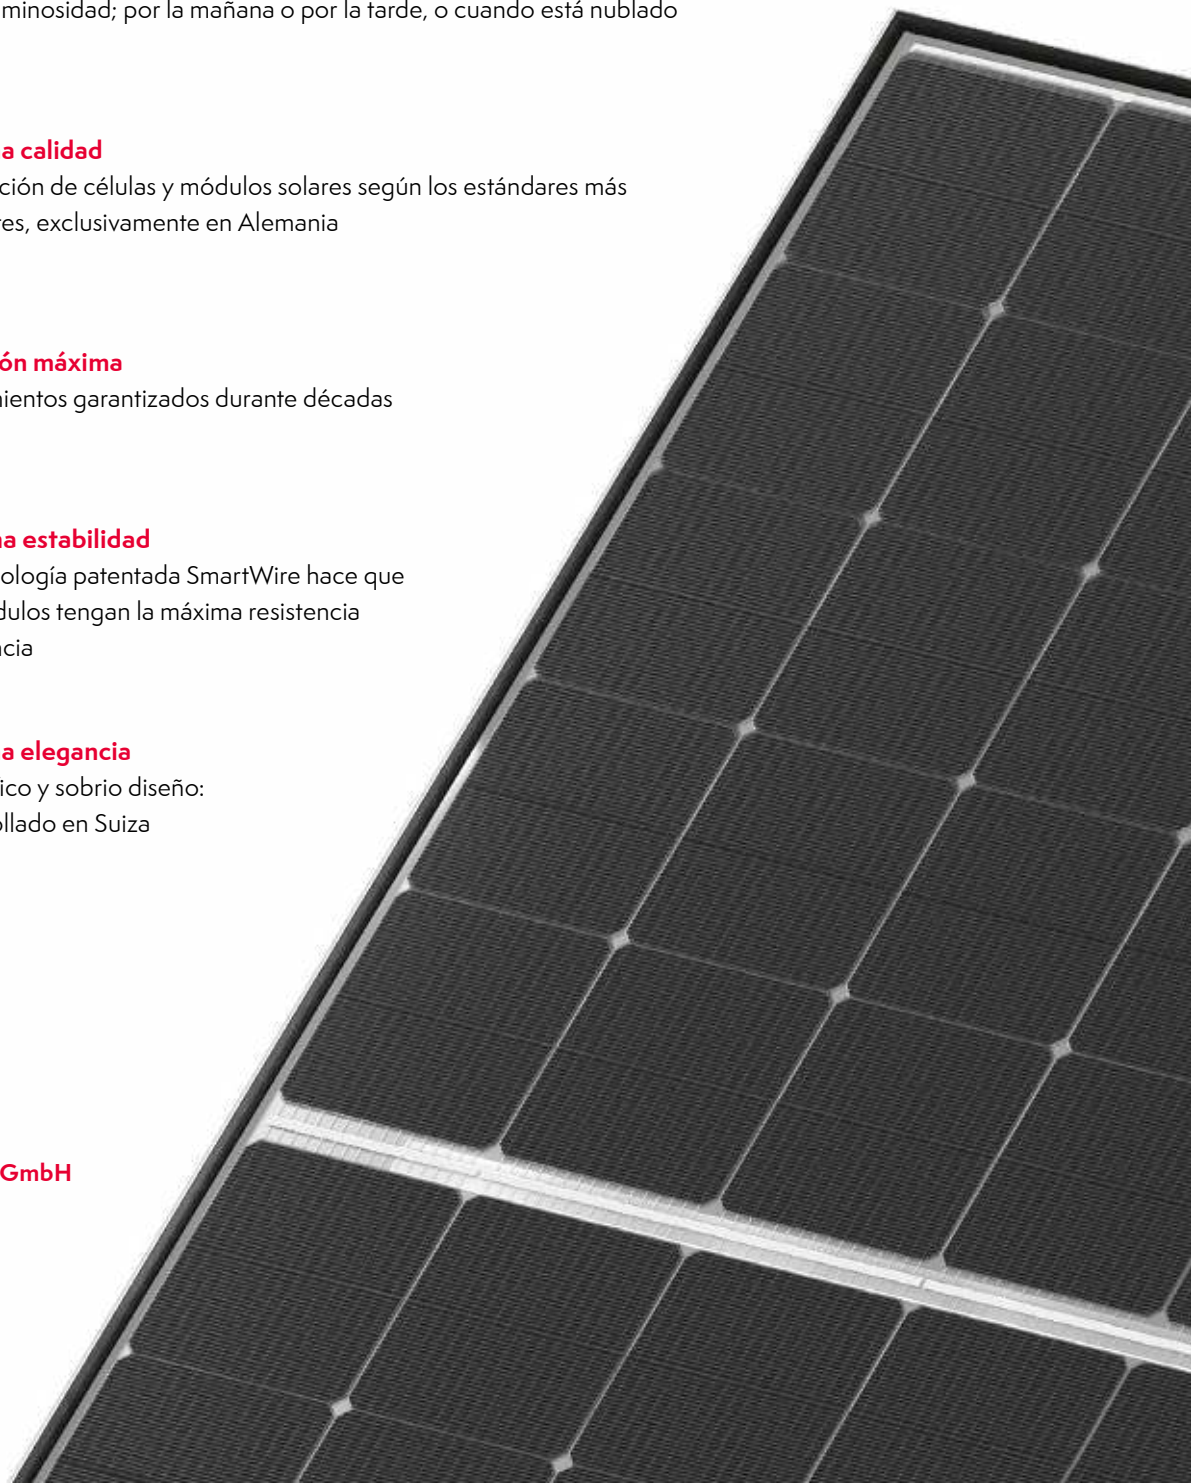 minosidad; por la mañana o por la tarde, o cuando está nublado
a calidad
ción de células y módulos solares según los estándares más
es, exclusivamente en Alemania
ón máxima
ientos garantizados durante décadas
a estabilidad
ología patentada SmartWire hace que
dulos tengan la máxima resistencia
cia
a elegancia
ico y sobrio diseño:
ollado en Suiza
GmbH